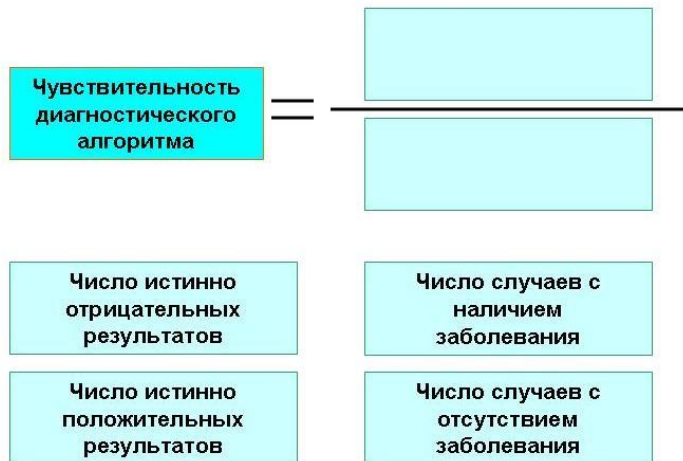 Чувствительность
диагностического
алгоритма
Число истинно
отрицательных
результатов
Число случаев с
наличием
заболевания
Число истинно
положительных
результатов
Число случаев с
отсутствием
заболевания